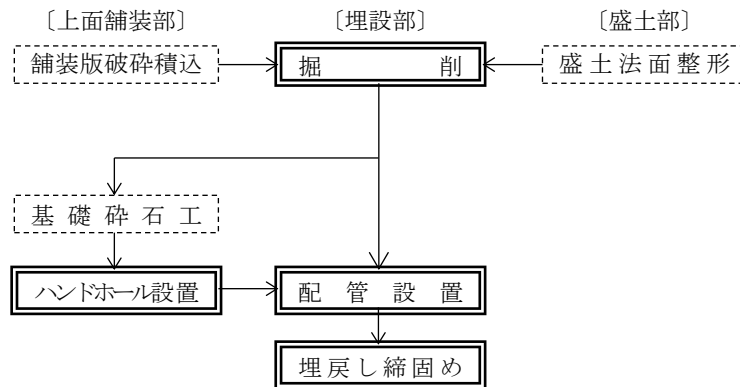 〔上面舗装部〕 〔埋設部〕 〔盛土部〕
舗装版破砕積込 掘削 盛土法面整形
基礎砕石工
ハンドホール設置 配管設置
埋戻し締固め